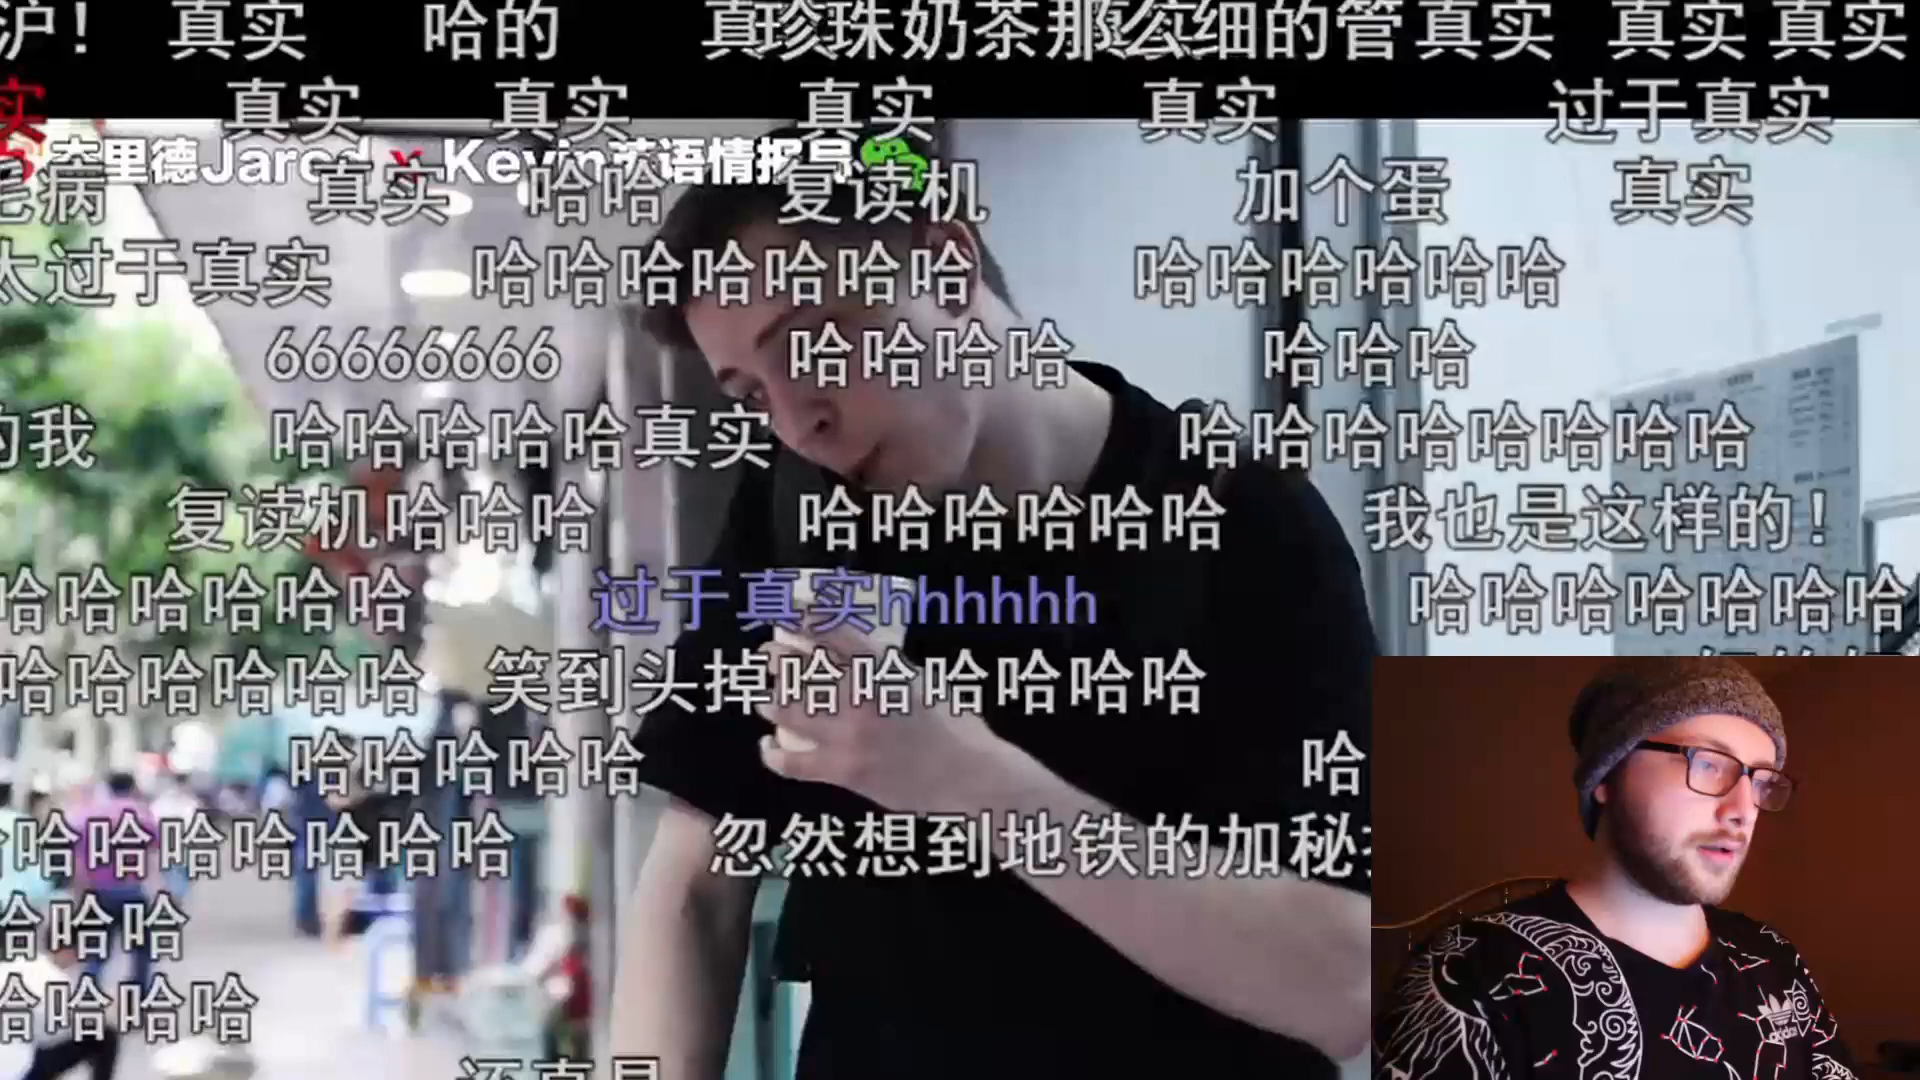 沪！ 真实 哈的 真 珍珠奶茶那么细的管 真实 真实 真实
实 真实 真实 真实 真实 过于真实
查里德Jarod x Kevin英语情报局
毛病 真实 哈哈 复读机 加个蛋 真实
太过于真实 哈哈哈哈哈哈哈 哈哈哈哈哈哈
66666666 哈哈哈哈 哈哈哈
的我 哈哈哈哈哈真实 哈哈哈哈哈哈哈哈
复读机哈哈哈 哈哈哈哈哈哈 我也是这样的！
哈哈哈哈哈哈 过于真实hhhhhh 哈哈哈哈哈哈哈
哈哈哈哈哈哈 笑到头掉哈哈哈哈哈哈
哈哈哈哈哈 哈
哈哈哈哈哈哈哈 忽然想到地铁的加秘
哈哈哈
哈哈哈哈
还真是
adidas